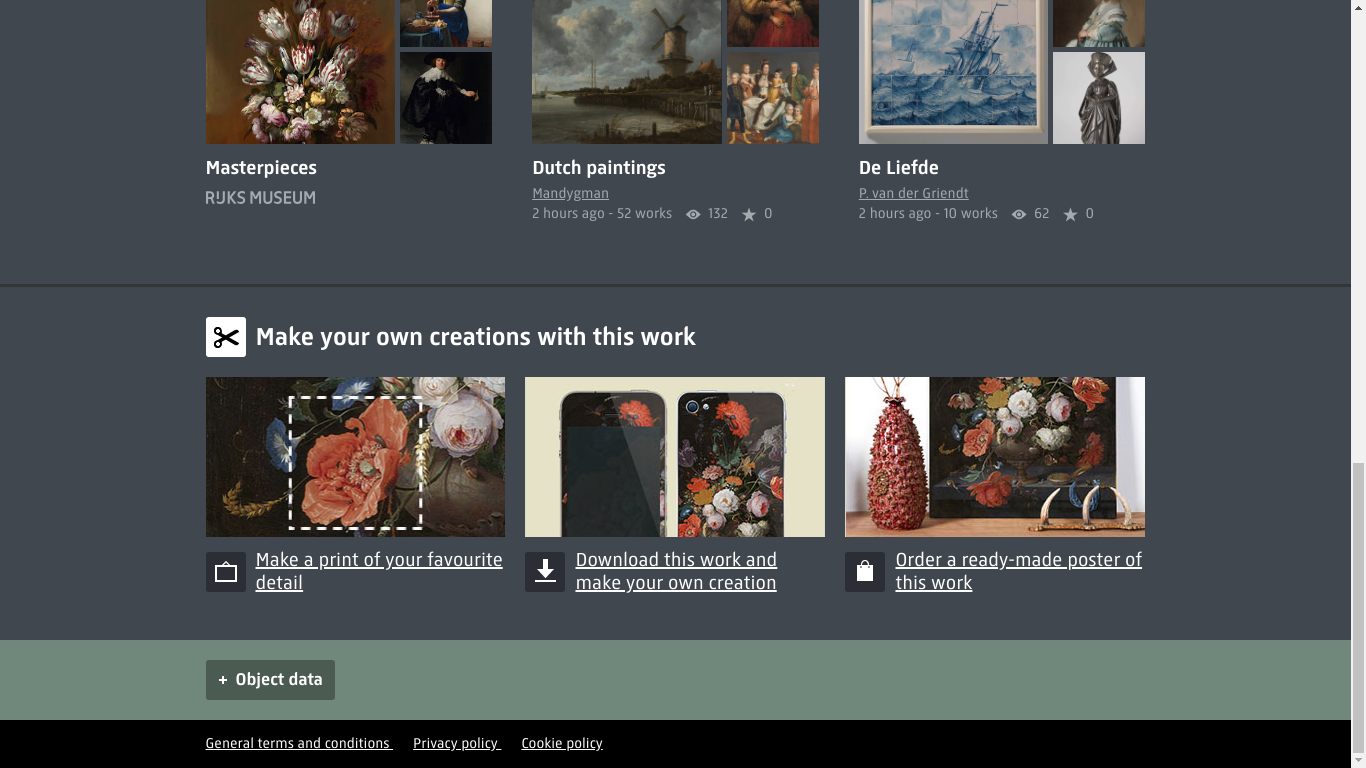 Masterpieces
RIJKS MUSEUM
Dutch paintings
Mandygman
2 hours ago - 52 works 132 0
De Liefde
P. van der Griendt
2 hours ago - 10 works 62 0
Make your own creations with this work
Make a print of your favourite
detail
Download this work and
make your own creation
Order a ready-made poster of
this work
+ Object data
General terms and conditions Privacy policy Cookie policy